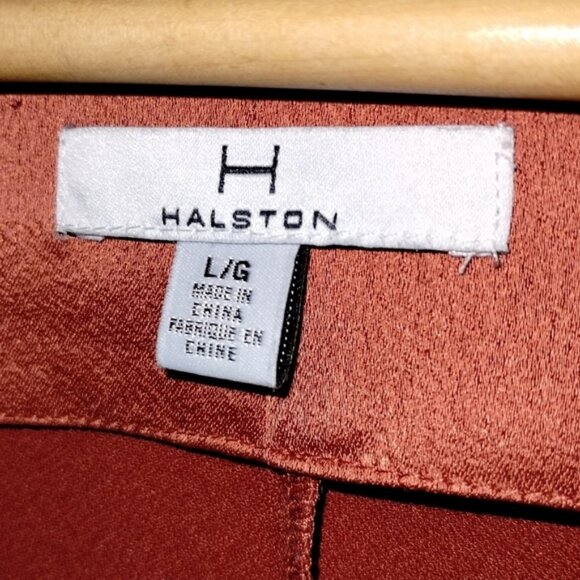 H
HALSTON
L/G
MADE IN
CHINA
FABRIQUE EN
CHINE